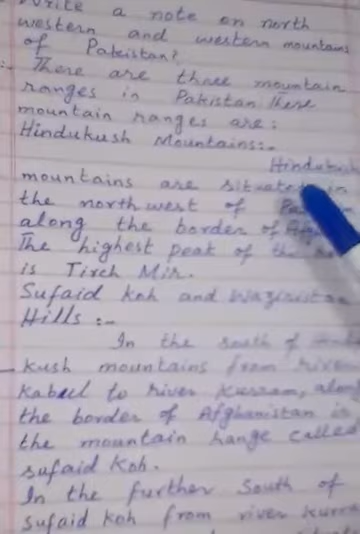 write a note on north
western and western mountains
of Pakistan?
:- There are three mountain
ranges in Pakistan these
mountain ranges are:
Hindukush Mountains:-
Hindukush
mountains are situated in
the northwest of
along the border of
The highest peak of the
is Tirch Mir.
Sufaid Koh and Waziristan
Hills :-
In the south of
kush mountains from river
Kabul to river Kurram, along
the border of Afghanistan is
the mountain range called
sufaid Koh.
In the further South of
sufaid koh from river